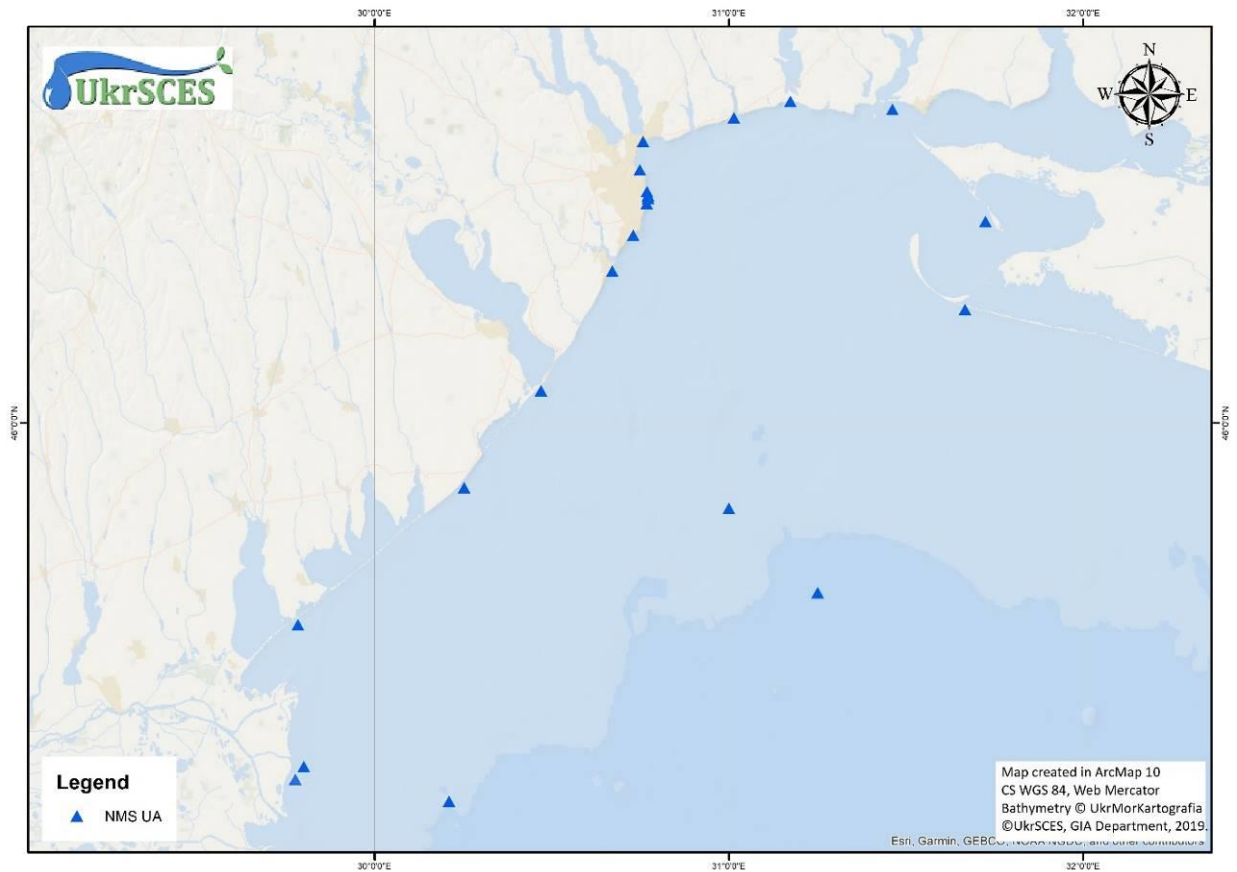 30°0'0"E 31°0'0"E 32°0'0"E
UkrSCES
N
W E
S
46°0'0"N 46°0'0"N
Legend
NMS UA
Map created in ArcMap 10
CS WGS 84, Web Mercator
Bathymetry © UkrMorKartografia
©UkrSCES, GIA Department, 2019.
Esri, Garmin, GEBCO, NOAA NGDC, and other contributors
30°0'0"E 31°0'0"E 32°0'0"E